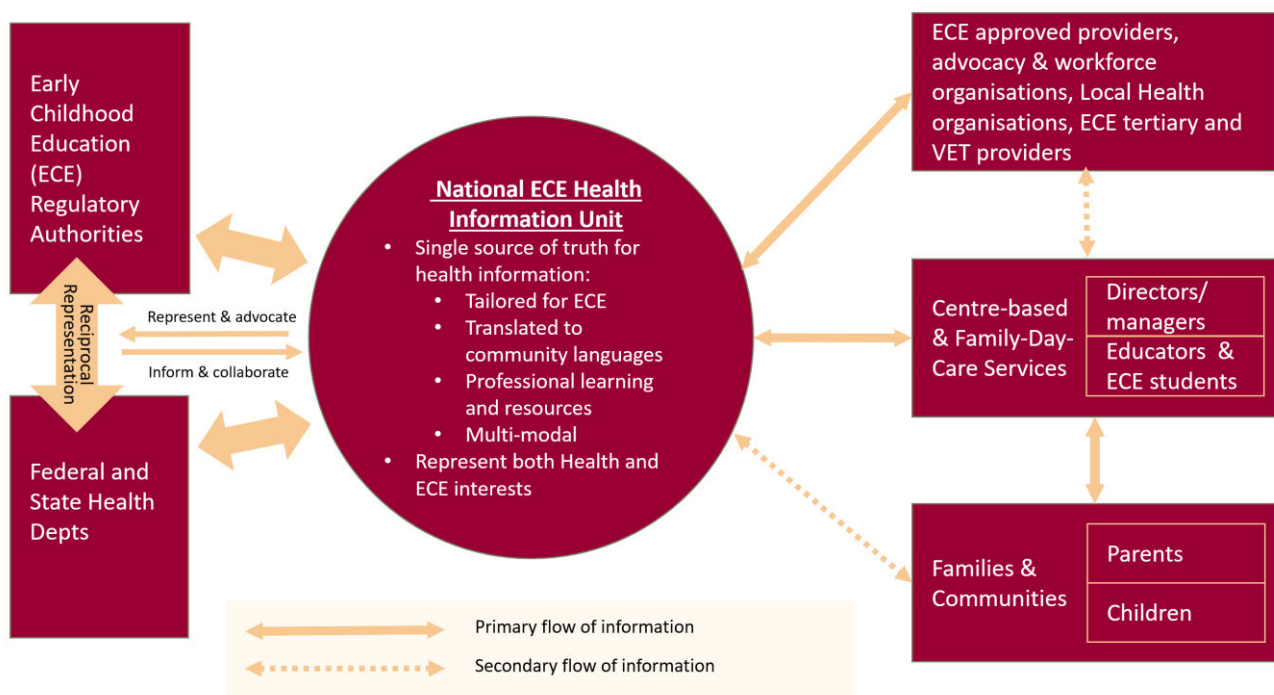 Early
Childhood
Education
(ECE)
Regulatory
Authorities
Reciprocal
Representation
Federal and
State Health
Depts
Represent & advocate
Inform & collaborate
National ECE Health
Information Unit
• Single source of truth for
health information:
• Tailored for ECE
• Translated to
community languages
• Professional learning
and resources
• Multi-modal
• Represent both Health and
ECE interests
ECE approved providers,
advocacy & workforce
organisations, Local Health
organisations, ECE tertiary and
VET providers
Centre-based
& Family-Day-
Care Services
Directors/
managers
Educators &
ECE students
Families &
Communities
Parents
Children
Primary flow of information
Secondary flow of information